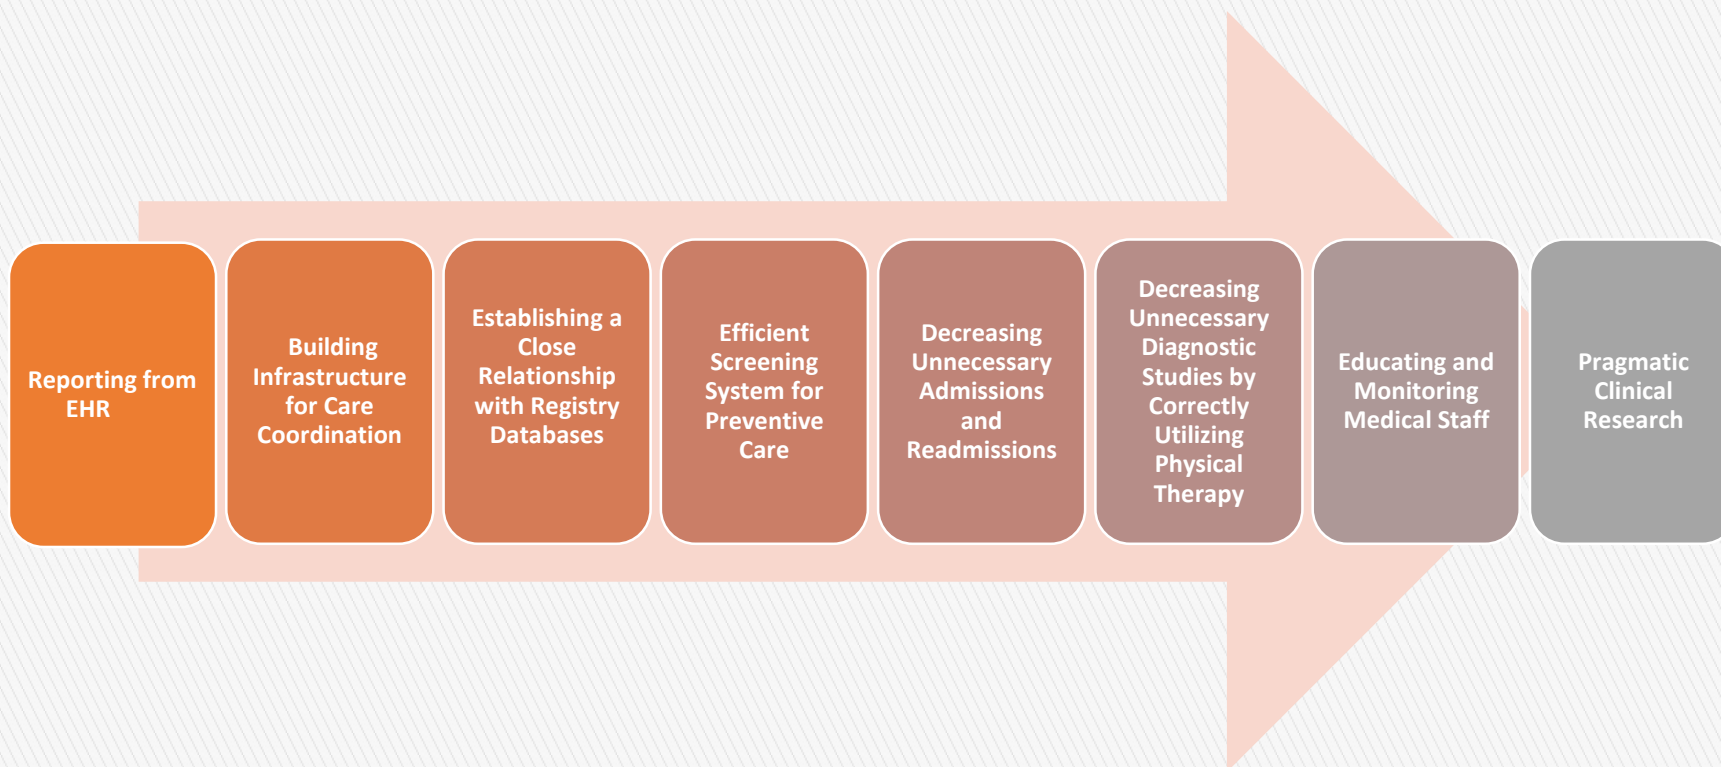 Reporting from
EHR
Building
Infrastructure
for Care
Coordination
Establishing a
Close
Relationship
with Registry
Databases
Efficient
Screening
System for
Preventive
Care
Decreasing
Unnecessary
Admissions
and
Readmissions
Decreasing
Unnecessary
Diagnostic
Studies by
Correctly
Utilizing
Physical
Therapy
Educating and
Monitoring
Medical Staff
Pragmatic
Clinical
Research